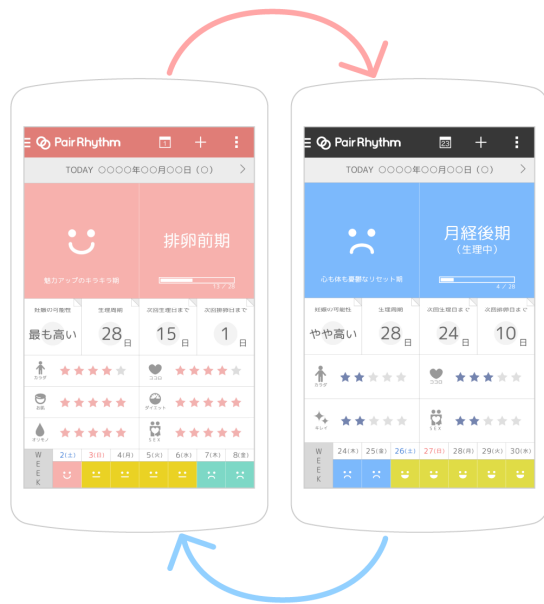 PairRhythm
1
TODAY ○○○○年○○月○○日 (○)
排卵前期
魅力アップのキラキラ期
13 / 28
妊娠の可能性
生理周期
次回生理日まで
次回排卵日まで
最も高い
28日
15日
1日
カラダ
ココロ
お肌
ダイエット
オリモノ
SEX
WEEK
2(土)
3(日)
4(月)
5(火)
6(水)
7(木)
8(金)
PairRhythm
23
TODAY ○○○○年○○月○○日 (○)
月経後期
(生理中)
心も体も憂鬱なリセット期
4 / 28
妊娠の可能性
生理周期
次回生理日まで
次回排卵日まで
やや高い
28日
24日
10日
カラダ
ココロ
キレイ
SEX
WEEK
24(木)
25(金)
26(土)
27(日)
28(月)
29(火)
30(水)